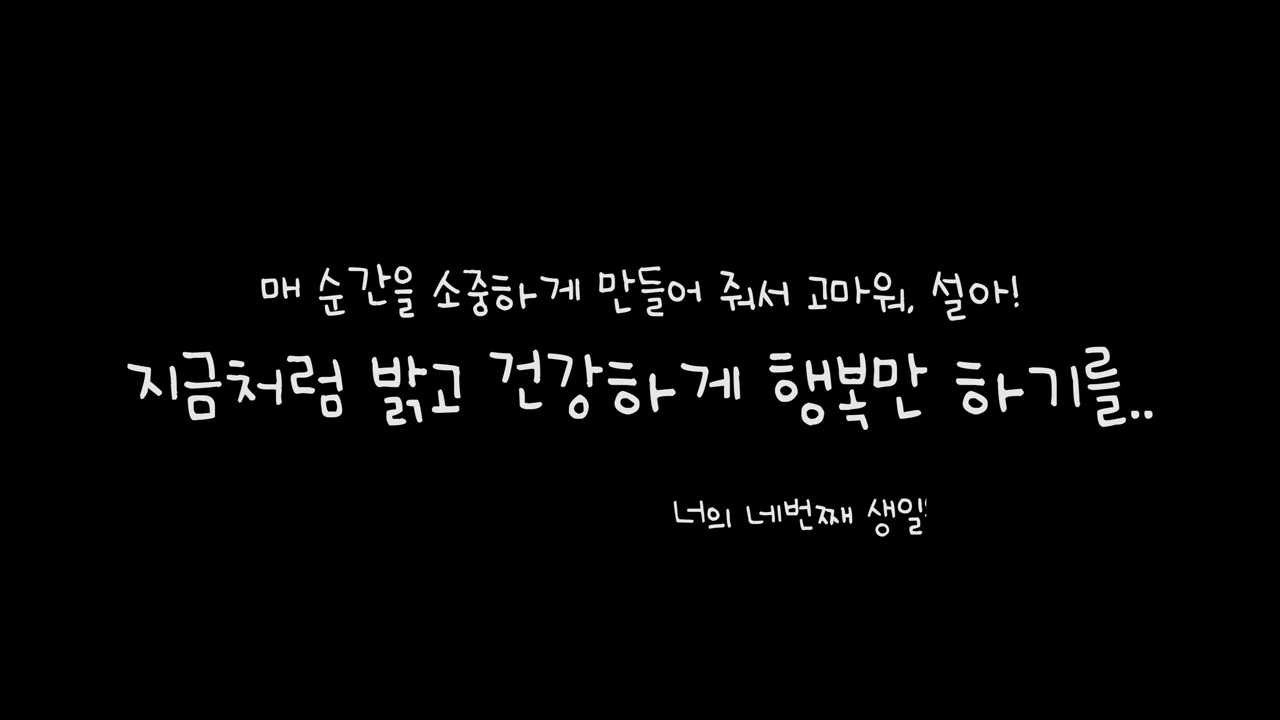 매 순간을 소중하게 만들어 줘서 고마워, 설아!
지금처럼 밝고 건강하게 행복만 하기를..
너의 네번째 생일